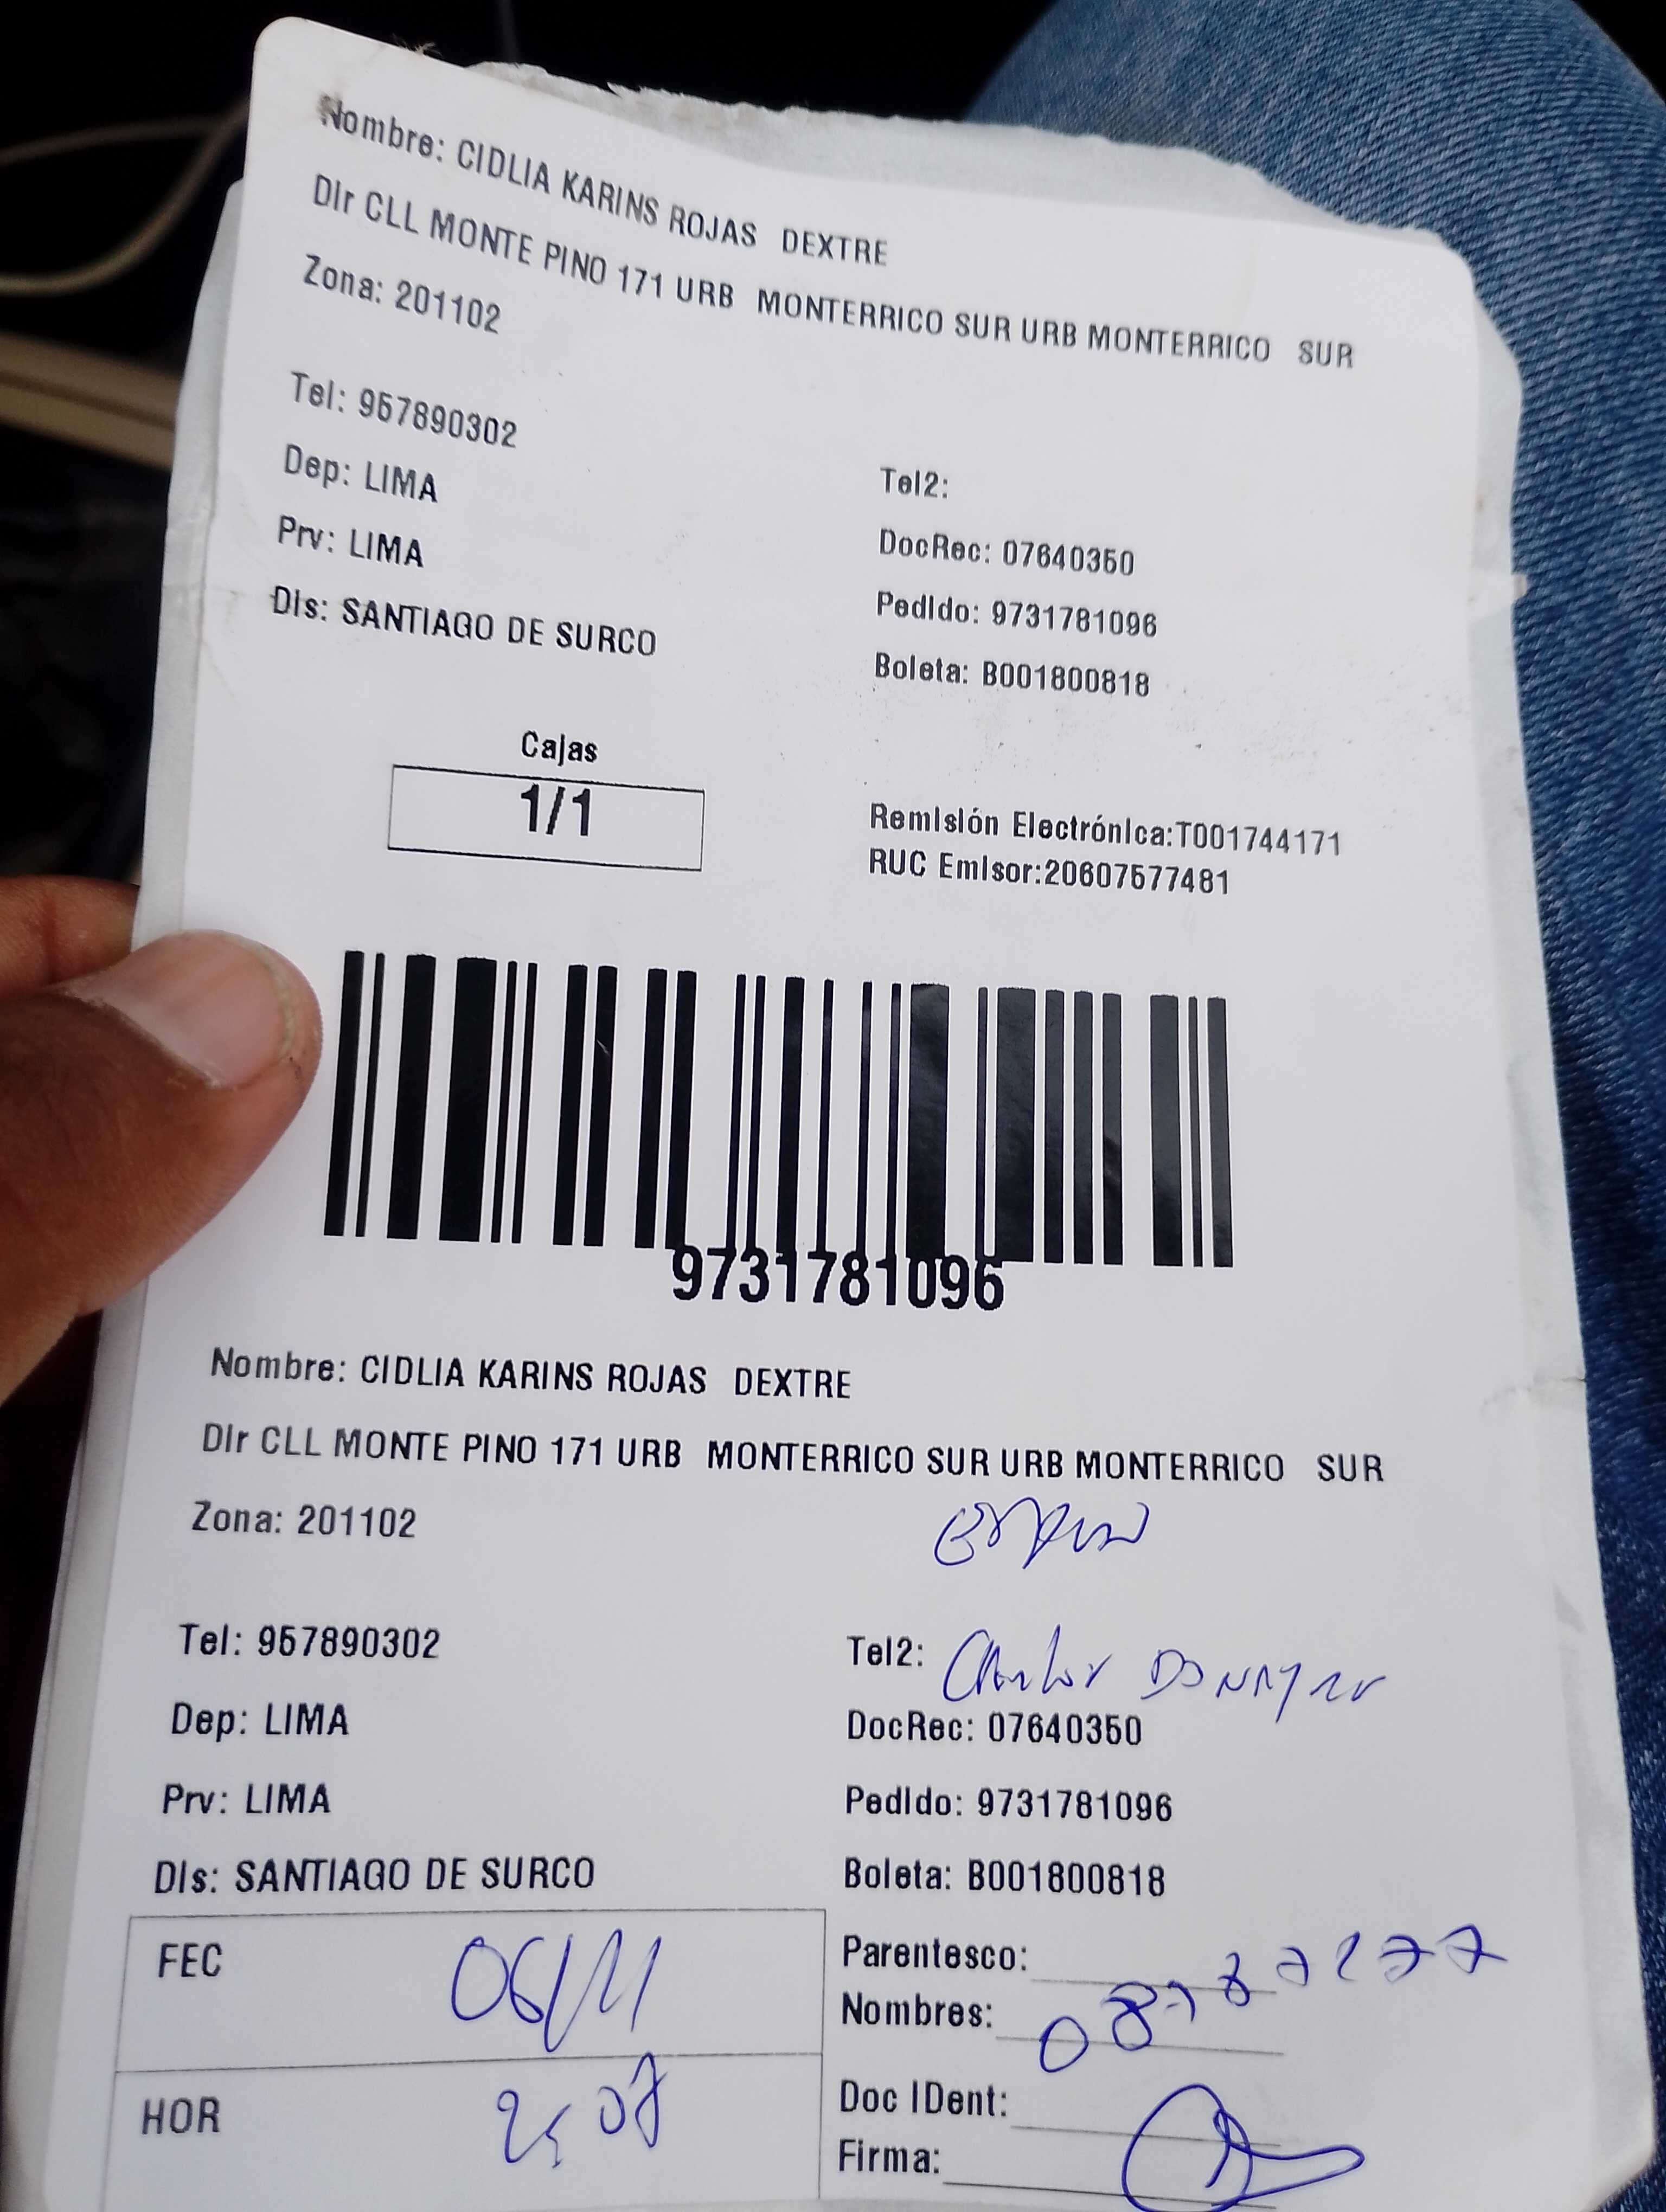 Nombre: CIDLIA KARINS ROJAS DEXTRE
Dir CLL MONTE PINO 171 URB MONTERRICO SUR URB MONTERRICO SUR
Zona: 201102
Tel: 957890302
Tel2:
Dep: LIMA
DocRec: 07640350
Prv: LIMA
Pedido: 9731781096
Dis: SANTIAGO DE SURCO
Boleta: B001800818
Cajas
1/1
Remisión Electrónica:T001744171
RUC Emisor:20607577481
9731781096
Nombre: CIDLIA KARINS ROJAS DEXTRE
Dir CLL MONTE PINO 171 URB MONTERRICO SUR URB MONTERRICO SUR
Zona: 201102
Tel: 957890302
Tel2:
Dep: LIMA
DocRec: 07640350
Prv: LIMA
Pedido: 9731781096
Dis: SANTIAGO DE SURCO
Boleta: B001800818
FEC 06/11
Parentesco:
Nombres:
HOR
Doc IDent:
Firma: